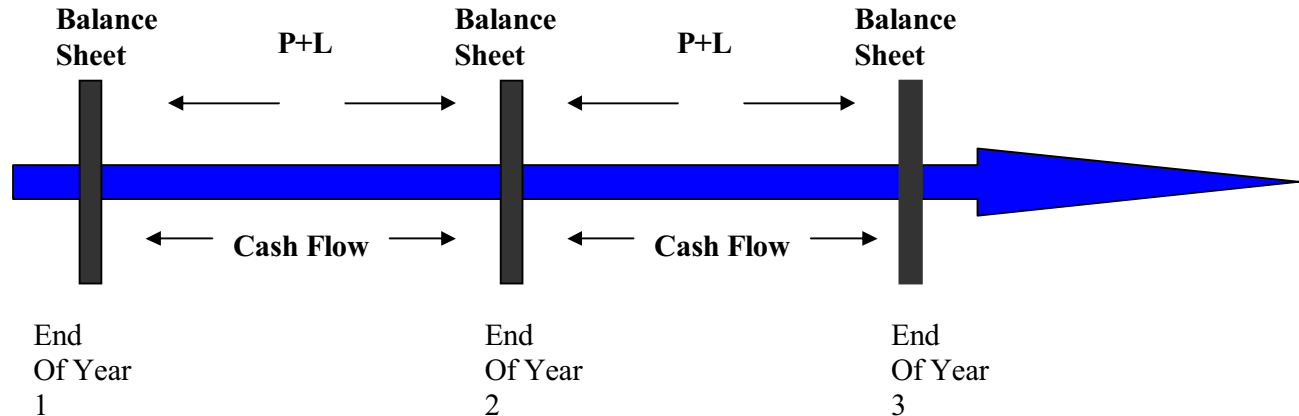 Balance
Sheet
P+L
Balance
Sheet
P+L
Balance
Sheet
Cash Flow
Cash Flow
End
Of Year
1
End
Of Year
2
End
Of Year
3